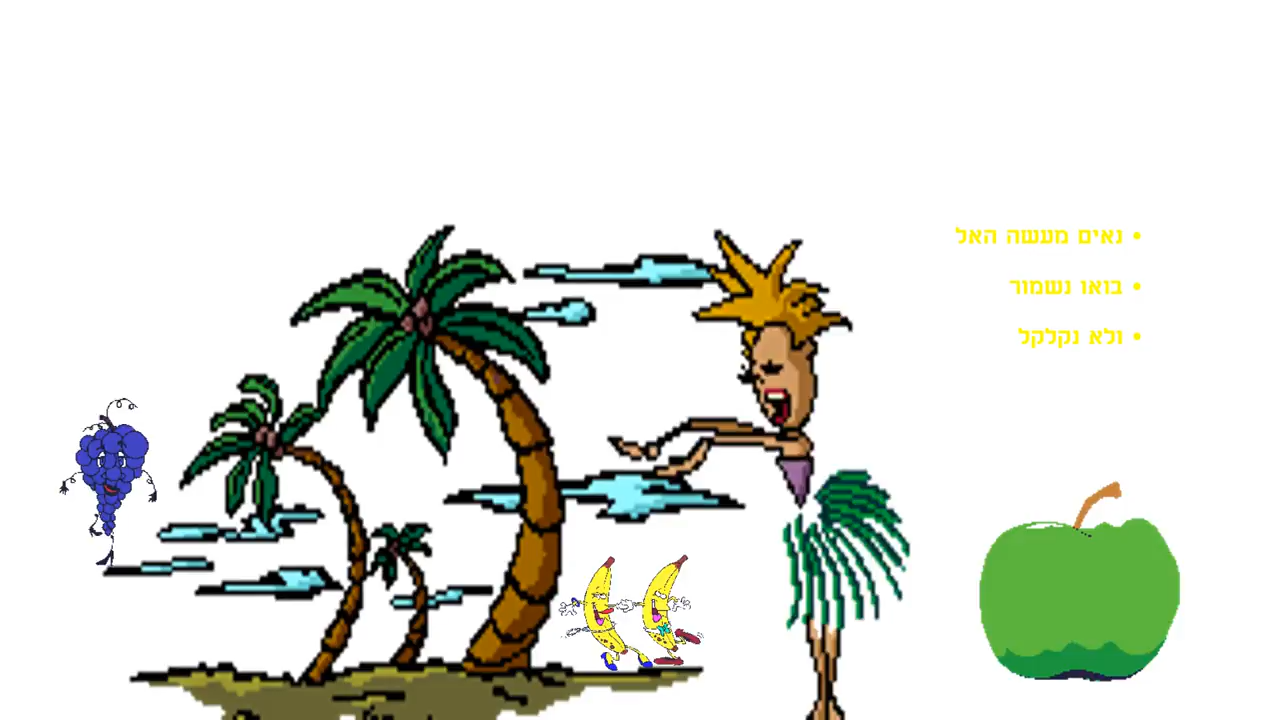 • נאים מעשה האל
• בואו נשמור
• ולא נקלקל